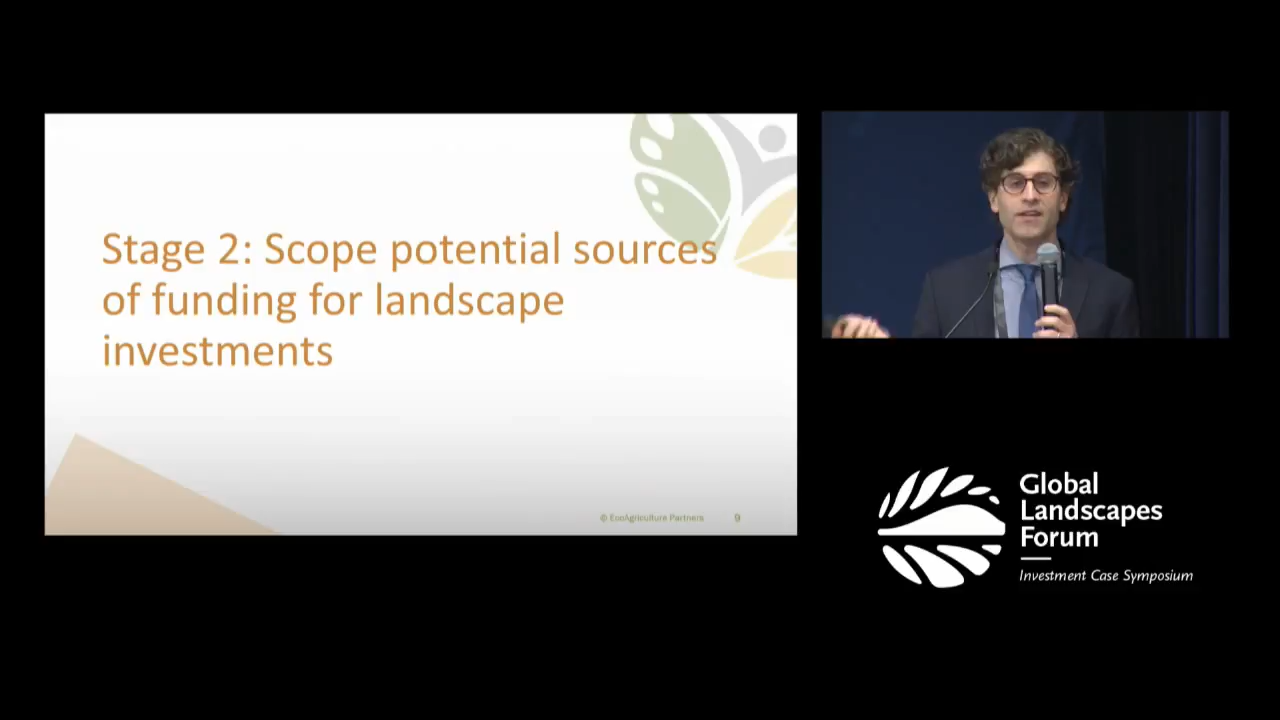 Stage 2: Scope potential sources
of funding for landscape
investments
© EcoAgriculture Partners 9
Global
Landscapes
Forum
Investment Case Symposium